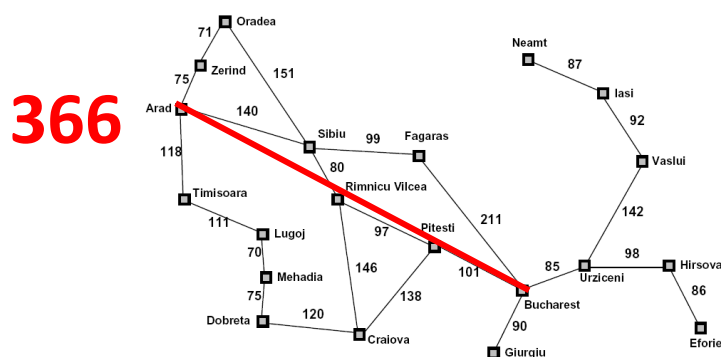 Oradea
71
Neamt
87
Zerind
151
75
Iasi
366
Arad
140
92
Sibiu
99
Fagaras
118
80
Vaslui
Timisoara
Rimnicu Vilcea
111
97
Pitesti
211
142
Lugoj
70
98
Hirsova
146
101
85
Mehadia
Urziceni
86
75
138
Bucharest
120
Dobreta
90
Craiova
Eforie
Giurgiu